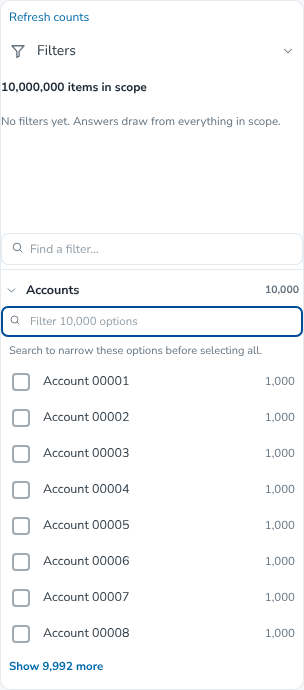 Refresh counts
Filters
10,000,000 items in scope
No filters yet. Answers draw from everything in scope.
Find a filter...
Accounts 10,000
Filter 10,000 options
Search to narrow these options before selecting all.
Account 00001 1,000
Account 00002 1,000
Account 00003 1,000
Account 00004 1,000
Account 00005 1,000
Account 00006 1,000
Account 00007 1,000
Account 00008 1,000
Show 9,992 more